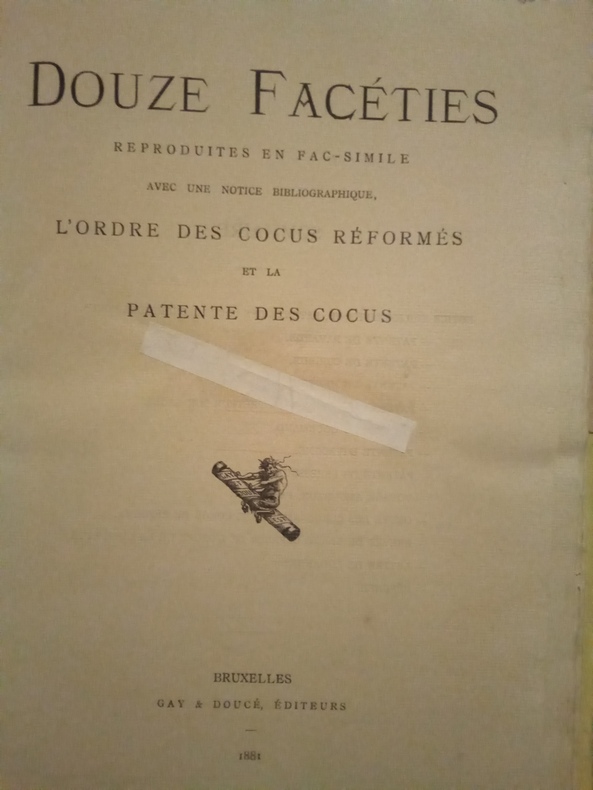 DOUZE FACÉTIES
REPRODUITES EN FAC-SIMILE
AVEC UNE NOTICE BIBLIOGRAPHIQUE,
L'ORDRE DES COCUS RÉFORMÉS
ET LA
PATENTE DES COCUS
BRUXELLES
GAY & DOUCÉ, ÉDITEURS
1881